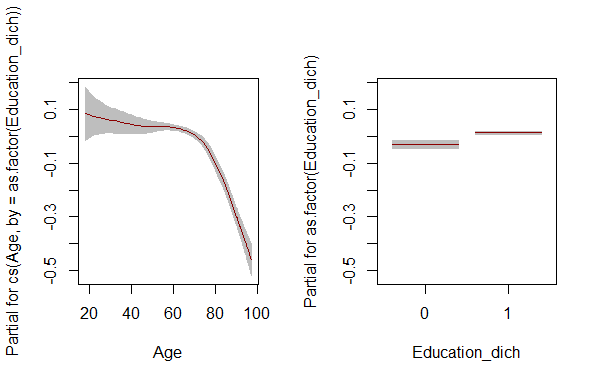 Partial for cs(Age, by = as.factor(Education_dich))
0.1
-0.1
-0.3
-0.5
20 40 60 80 100
Age
Partial for as.factor(Education_dich)
0.1
-0.1
-0.3
-0.5
0 1
Education_dich